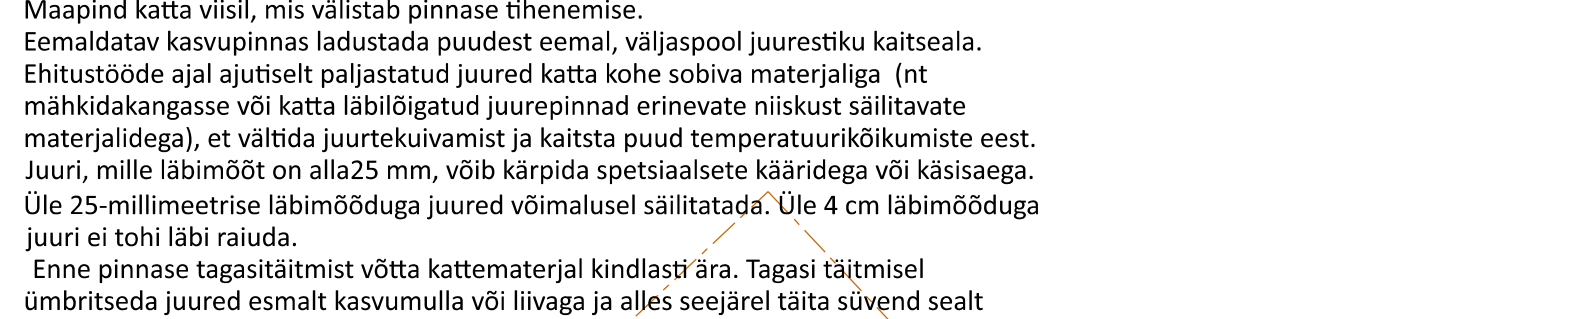 Maapind katta viisil, mis välistab pinnase tihenemise.
Eemaldatav kasvupinnas ladustada puudest eemal, väljaspool juurestiku kaitseala.
Ehitustööde ajal ajutiselt paljastatud juured katta kohe sobiva materjaliga  (nt
mähkidakangasse või katta läbilõigatud juurepinnad erinevate niiskust säilitavate
materjalidega), et vältida juurtekuivamist ja kaitsta puud temperatuurikõikumiste eest.
Juuri, mille läbimõõt on alla25 mm, võib kärpida spetsiaalsete kääridega või käsisaega.
Üle 25-millimeetrise läbimõõduga juured võimalusel säilitatada. Üle 4 cm läbimõõduga
juuri ei tohi läbi raiuda.
Enne pinnase tagasitäitmist võtta kattematerjal kindlasti ära. Tagasi täitmisel
ümbritseda juured esmalt kasvumulla või liivaga ja alles seejärel täita süvend sealt